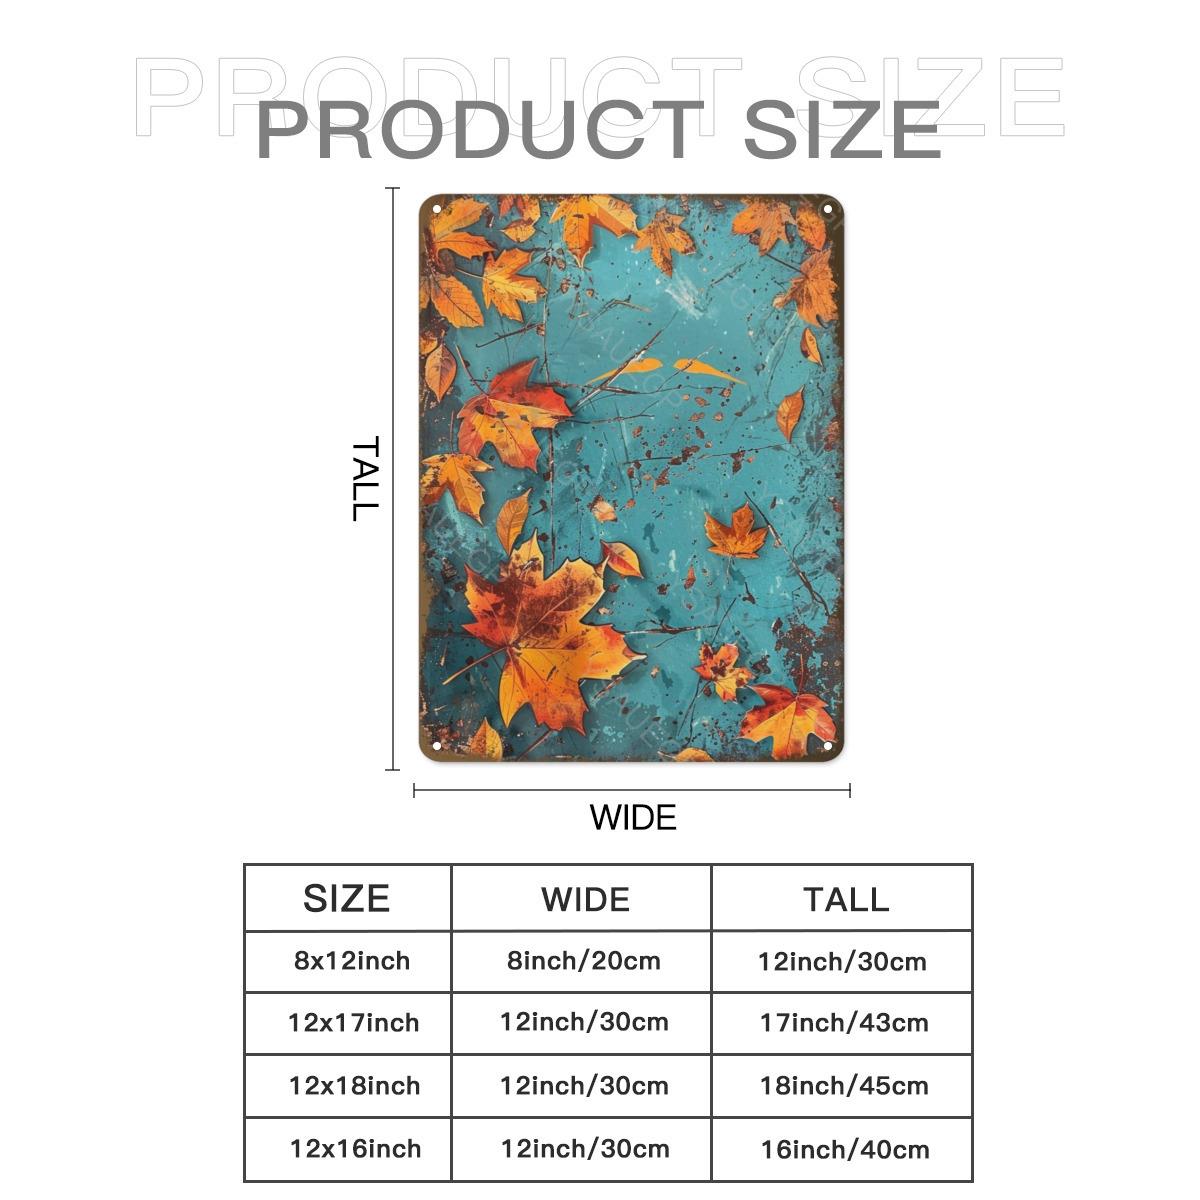 PRODUCT SIZE
PRODUCT SIZE
TALL
WIDE
SIZE WIDE TALL
8x12inch 8inch/20cm 12inch/30cm
12x17inch 12inch/30cm 17inch/43cm
12x18inch 12inch/30cm 18inch/45cm
12x16inch 12inch/30cm 16inch/40cm